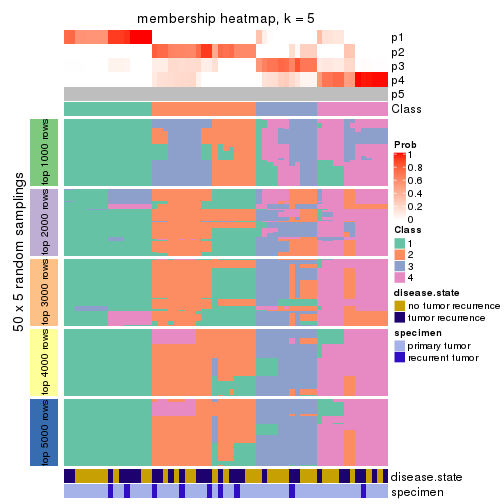 membership heatmap, k = 5
p1
p2
p3
p4
p5
Class
50 x 5 random samplings
top 1000 rows
top 2000 rows
top 3000 rows
top 4000 rows
top 5000 rows
disease.state
specimen
Prob
1
0.8
0.6
0.4
0.2
0
Class
1
2
3
4
disease.state
no tumor recurrence
tumor recurrence
specimen
primary tumor
recurrent tumor